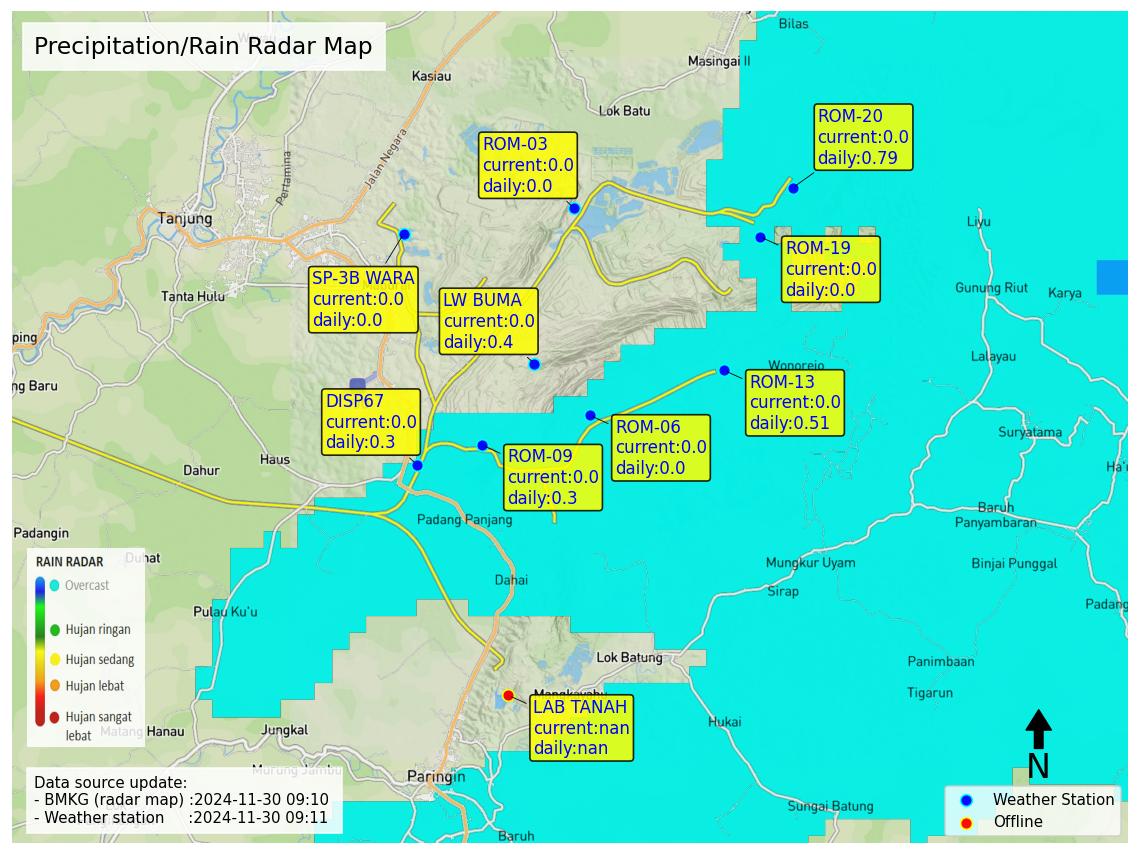 Precipitation/Rain Radar Map
Bilas
Masingai II
Kasiau
Lok Batu
Jalan Negara
Pertamina
Tanjung
Tanta Hulu
ping
ng Baru
ROM-20
current:0.0
daily:0.79
ROM-03
current:0.0
daily:0.0
ROM-19
current:0.0
daily:0.0
SP-3B WARA
current:0.0
daily:0.0
LW BUMA
current:0.0
daily:0.4
Liyu
Gunung Riut
Karya
Lalayau
Wonorejo
ROM-13
current:0.0
daily:0.51
DISP67
current:0.0
daily:0.3
ROM-06
current:0.0
daily:0.0
ROM-09
current:0.0
daily:0.3
Suryatama
Ha'u
Haus
Dahur
Padangin
Duhat
Padang Panjang
Baruh
Panyambaran
Mungkur Uyam
Binjai Punggal
Dahai
Sirap
Padang
Pulau Ku'u
RAIN RADAR
Overcast
Hujan ringan
Hujan sedang
Hujan lebat
Hujan sangat
lebat
Lok Batung
Panimbaan
Tigarun
Mangkayahu
LAB TANAH
current:nan
daily:nan
Hukai
Matang Hanau
Jungkal
Murung Jambu
Paringin
Sungai Batung
Baruh
N
Data source update:
- BMKG (radar map) :2024-11-30 09:10
- Weather station :2024-11-30 09:11
Weather Station
Offline